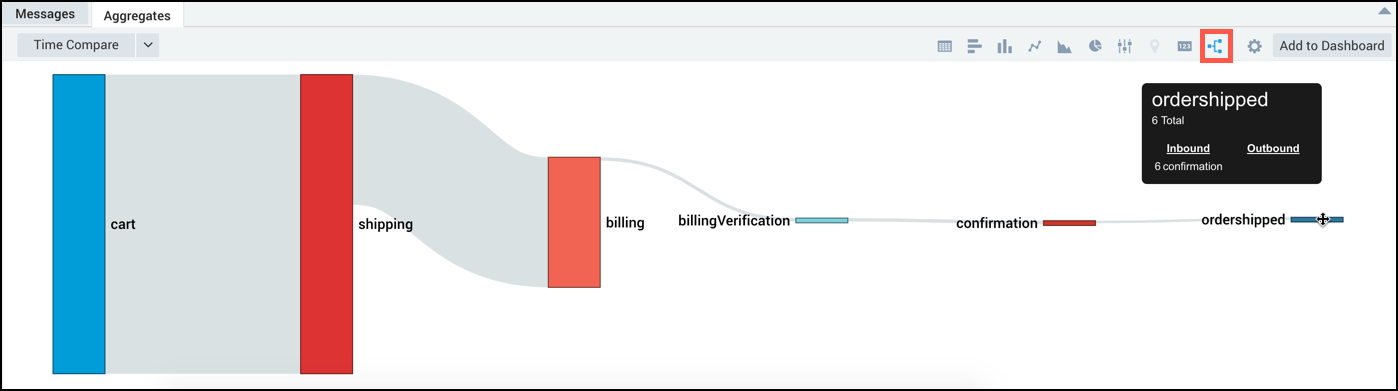 Messages
Aggregates
Time Compare
123
Add to Dashboard
ordershipped
6 Total
Inbound Outbound
6 confirmation
cart
shipping
billing
billingVerification
confirmation
ordershipped